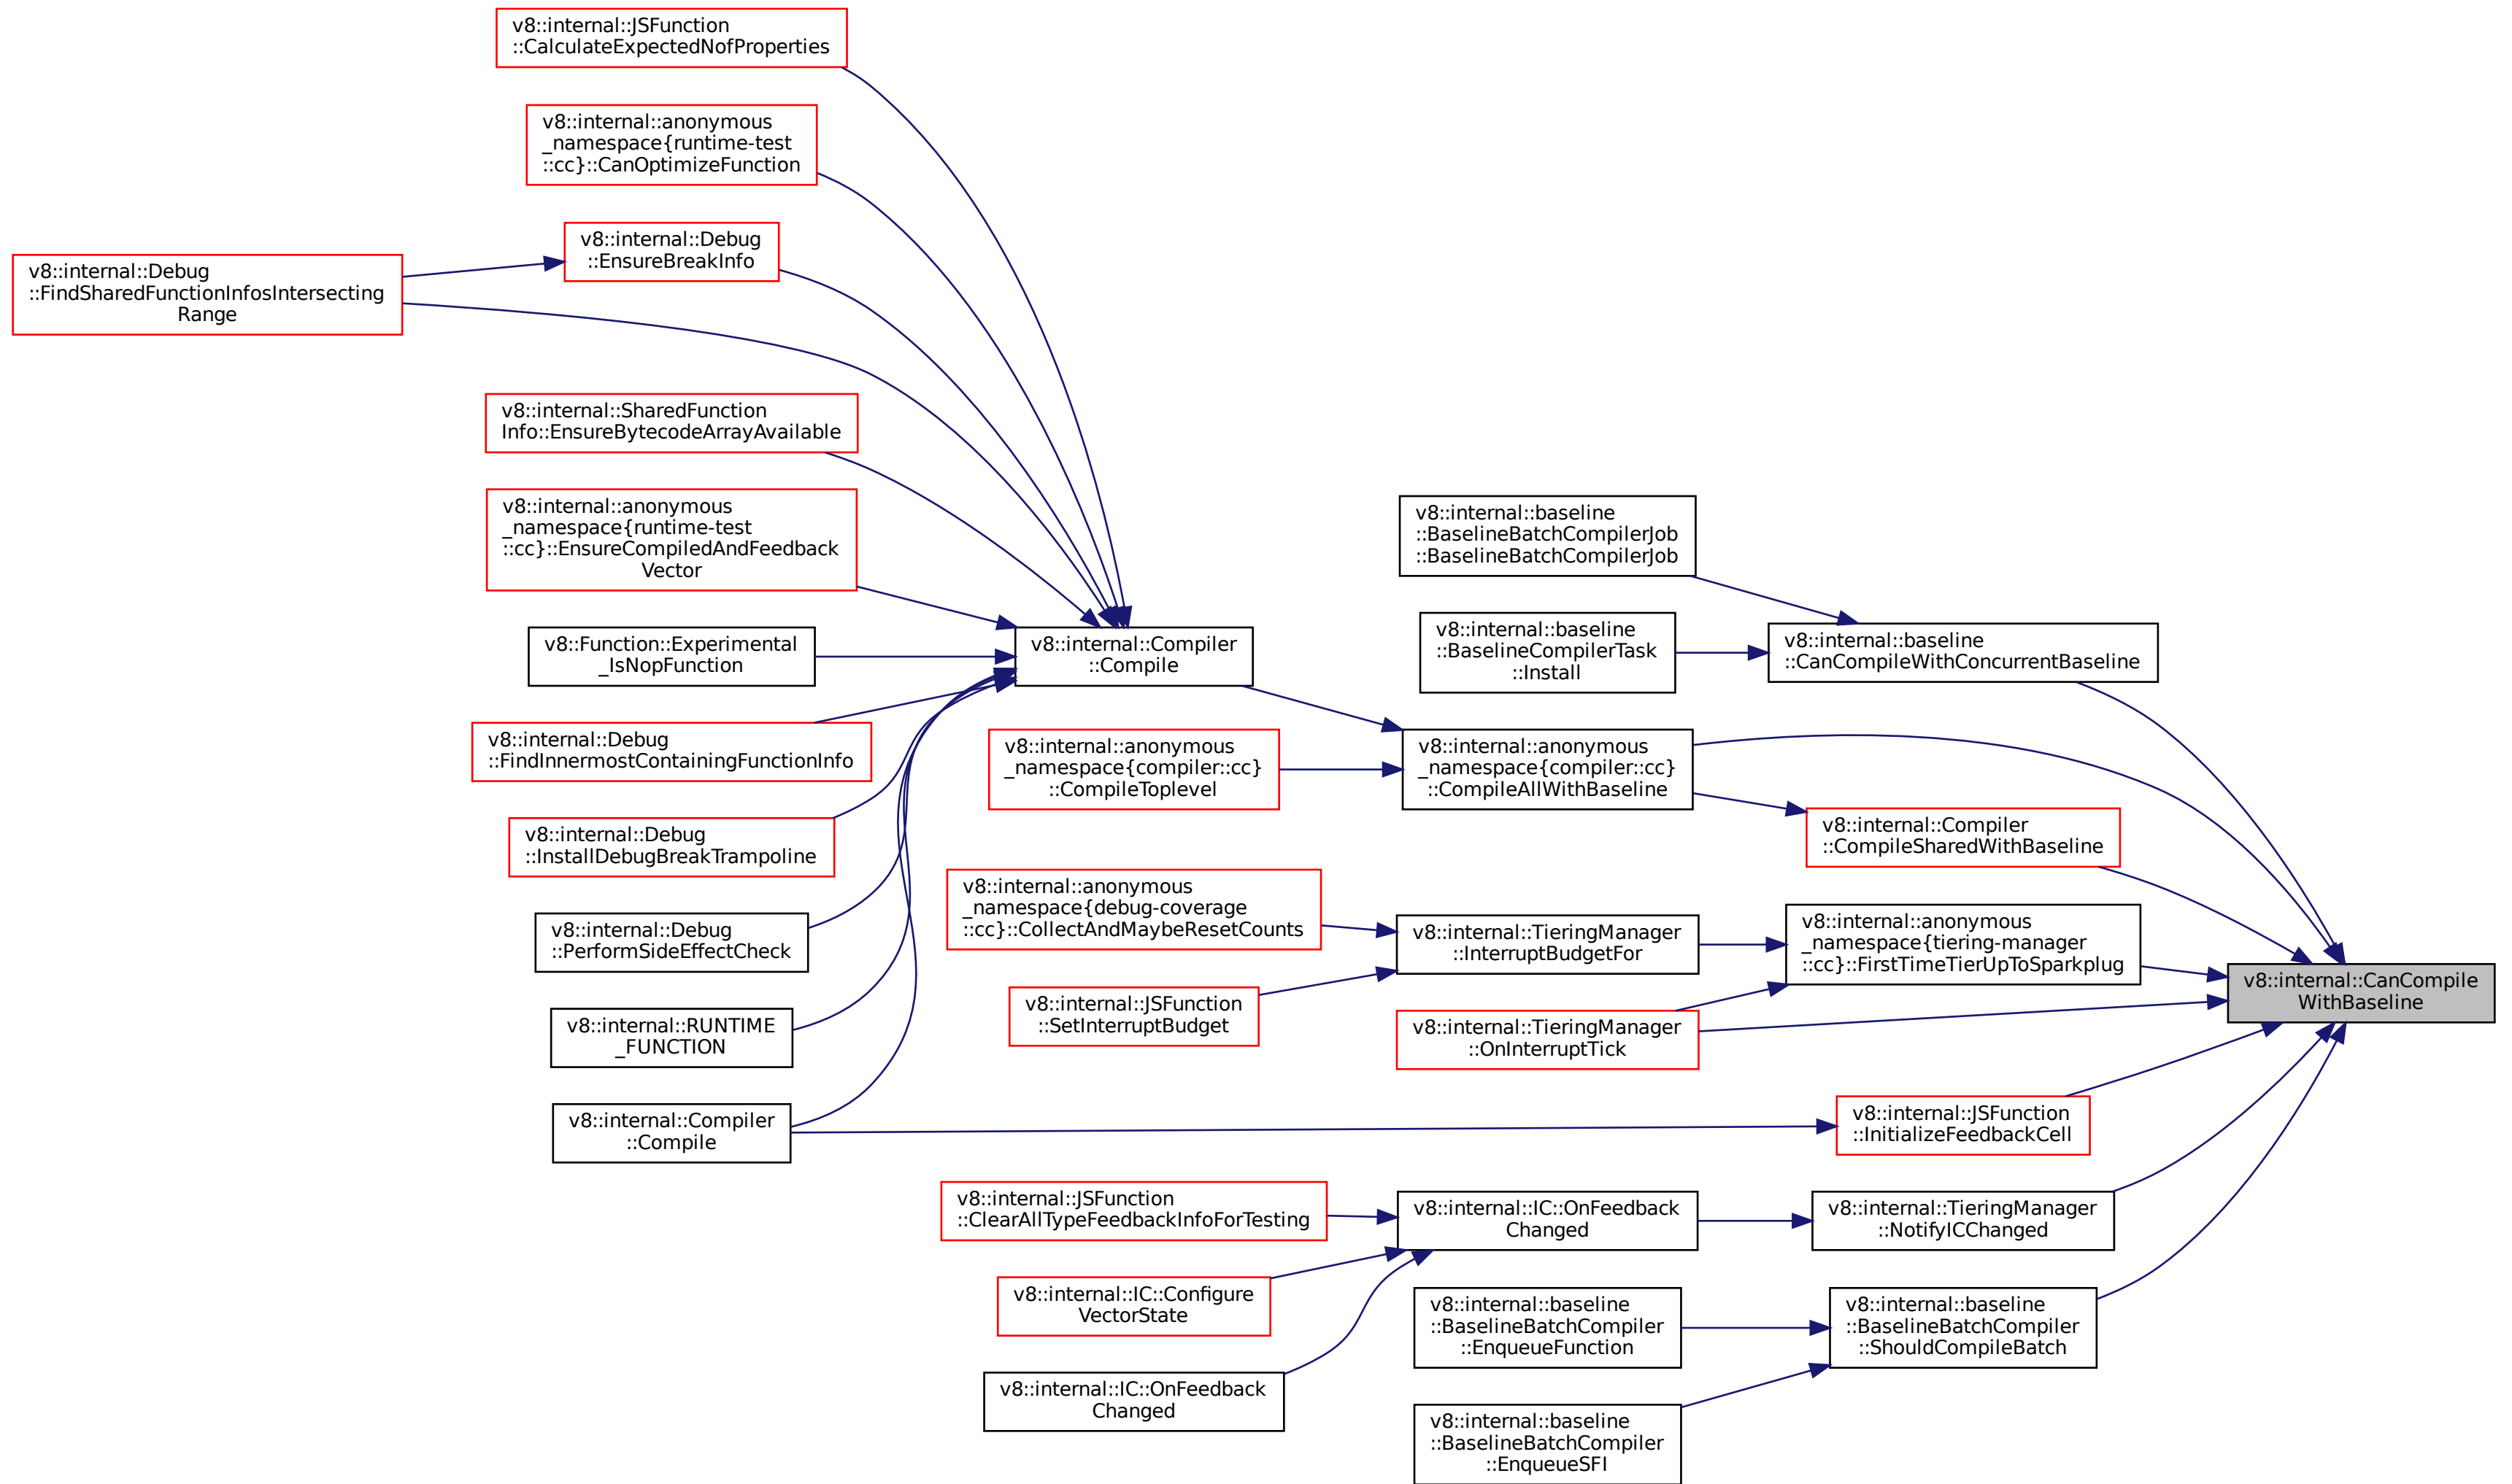 v8::internal::JSFunction
::CalculateExpectedNofProperties
v8::internal::anonymous
_namespace{runtime-test
::cc}::CanOptimizeFunction
v8::internal::Debug
::EnsureBreakInfo
v8::internal::Debug
::FindSharedFunctionInfosIntersecting
Range
v8::internal::SharedFunction
Info::EnsureBytecodeArrayAvailable
v8::internal::anonymous
_namespace{runtime-test
::cc}::EnsureCompiledAndFeedback
Vector
v8::Function::Experimental
_IsNopFunction
v8::internal::Debug
::FindInnermostContainingFunctionInfo
v8::internal::Debug
::InstallDebugBreakTrampoline
v8::internal::Debug
::PerformSideEffectCheck
v8::internal::RUNTIME
_FUNCTION
v8::internal::Compiler
::Compile
v8::internal::Compiler
::Compile
v8::internal::anonymous
_namespace{compiler::cc}
::CompileToplevel
v8::internal::anonymous
_namespace{debug-coverage
::cc}::CollectAndMaybeResetCounts
v8::internal::JSFunction
::SetInterruptBudget
v8::internal::JSFunction
::ClearAllTypeFeedbackInfoForTesting
v8::internal::IC::Configure
VectorState
v8::internal::IC::OnFeedback
Changed
v8::internal::baseline
::BaselineBatchCompilerJob
::BaselineBatchCompilerJob
v8::internal::baseline
::BaselineCompilerTask
::Install
v8::internal::anonymous
_namespace{compiler::cc}
::CompileAllWithBaseline
v8::internal::TieringManager
::InterruptBudgetFor
v8::internal::TieringManager
::OnInterruptTick
v8::internal::IC::OnFeedback
Changed
v8::internal::baseline
::BaselineBatchCompiler
::EnqueueFunction
v8::internal::baseline
::BaselineBatchCompiler
::EnqueueSFI
v8::internal::baseline
::CanCompileWithConcurrentBaseline
v8::internal::Compiler
::CompileSharedWithBaseline
v8::internal::anonymous
_namespace{tiering-manager
::cc}::FirstTimeTierUpToSparkplug
v8::internal::JSFunction
::InitializeFeedbackCell
v8::internal::TieringManager
::NotifyICChanged
v8::internal::baseline
::BaselineBatchCompiler
::ShouldCompileBatch
v8::internal::CanCompile
WithBaseline